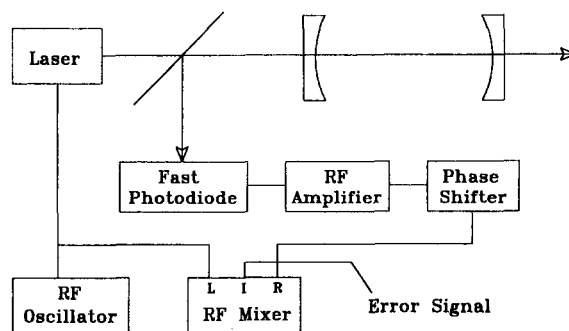 Laser
Fast
Photodiode
RF
Amplifier
Phase
Shifter
L I R
RF Mixer
RF
Oscillator
Error Signal